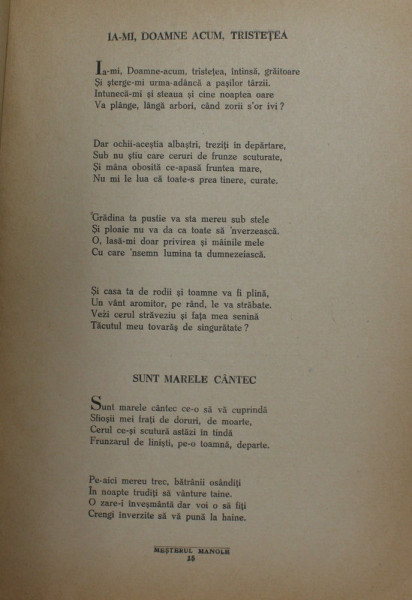 IA-MI, DOAMNE ACUM, TRISTEȚEA
Ia-mi, Doamne-acum, tristețea, întinsă, grăitoare
Și șterge-mi urma-adâncă a pașilor târzii.
Intunecă-mi și steaua și cine noaptea oare
Va plânge, lângă arbori, când zorii s'or ivi ?
Dar ochii-aceștia albaștri, treziți în depărtare,
Sub nu știu care ceruri de frunze scuturate,
Și mâna obosită ce-apasă fruntea mare,
Nu mi le lua că toate-s prea tinere, curate.
Grădina ta pustie va sta mereu sub stele
Și ploaie nu va da ca toate să 'nverzească.
O, lasă-mi doar privirea și mâinile mele
Cu care 'nsemn lumina ta dumnezeiască.
Și casa ta de rodii și toamne va fi plină,
Un vânt aromitor, pe rând, le va străbate.
Vezi cerul străveziu și fața mea senină
Tăcutul meu tovarăș de singurătate ?
SUNT MARELE CÂNTEC
Sunt marele cântec ce-o să vă cuprindă
Sfioșii mei frați de doruri, de moarte,
Cerul ce-și scutură astăzi în tindă
Frunzarul de liniști, pe-o toamnă, departe.
Pe-aici mereu trec, bătrânii osândiți
In noapte trudiți să vânture taine.
O zare-i înveșmântă dar voi o să fiți
Crengi înverzite să vă pună la haine.
MEȘTERUL MANOLE
15